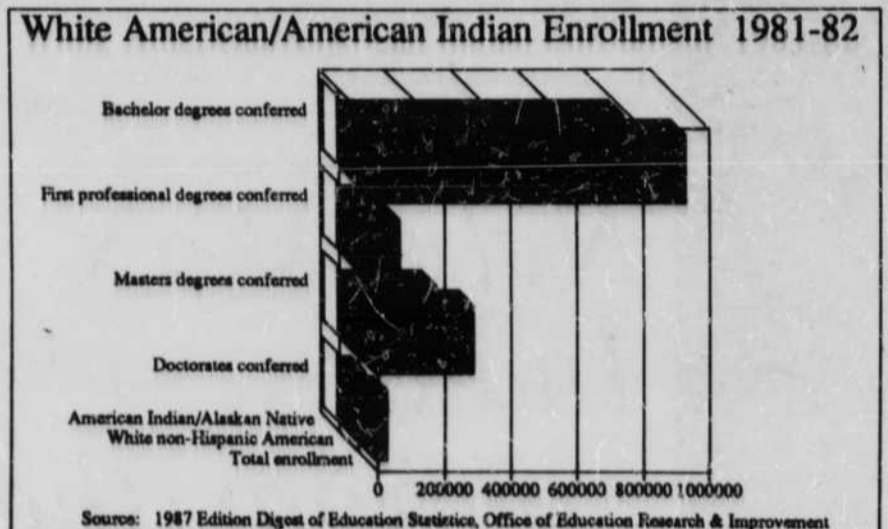 White American/American Indian Enrollment 1981-82
Bachelor degrees conferred
First professional degrees conferred
Masters degrees conferred
Doctorates conferred
American Indian/Alaskan Native
White non-Hispanic American
Total enrollment
0 200000 400000 600000 800000 1000000
Source: 1987 Edition Digest of Education Statistics, Office of Education Research & Improvement